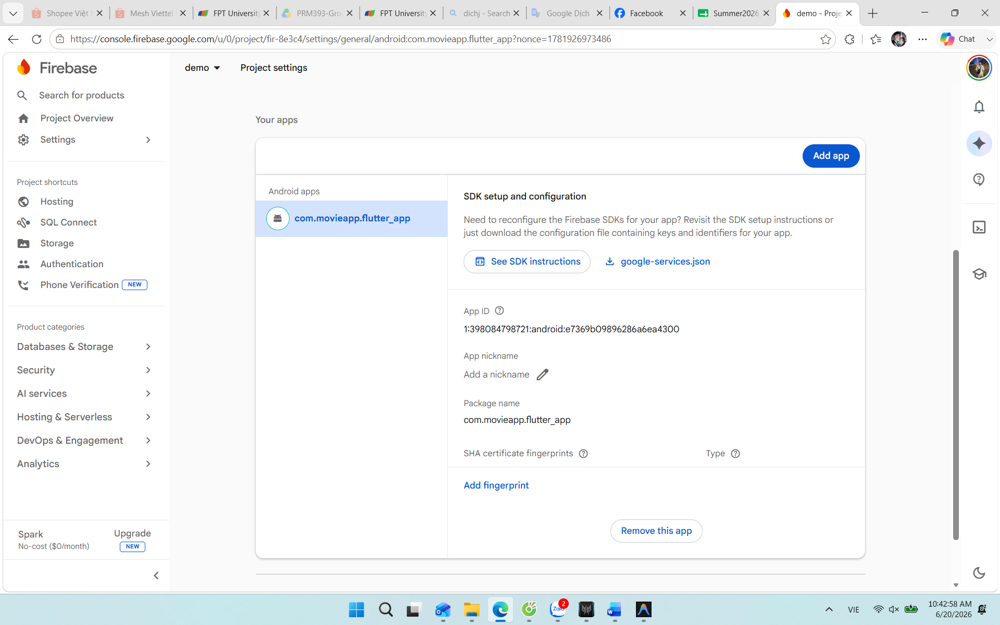 Shopee Việt
Mesh Viettel
FPT University
PRM393-Gro
FPT University
dichj - Search
Google Dịch
Facebook
Summer2026
demo - Proje
https://console.firebase.google.com/u/0/project/fir-8e3c4/settings/general/android:com.movieapp.flutter_app?nonce=1781926973486
Chat
Firebase
demo
Project settings
Search for products
Project Overview
Settings
Project shortcuts
Hosting
SQL Connect
Storage
Authentication
Phone Verification NEW
Product categories
Databases & Storage
Security
AI services
Hosting & Serverless
DevOps & Engagement
Analytics
Spark
No-cost ($0/month)
Upgrade
NEW
Your apps
Add app
Android apps
com.movieapp.flutter_app
SDK setup and configuration
Need to reconfigure the Firebase SDKs for your app? Revisit the SDK setup instructions or
just download the configuration file containing keys and identifiers for your app.
See SDK instructions
google-services.json
App ID
1:398084798721:android:e7369b09896286a6ea4300
App nickname
Add a nickname
Package name
com.movieapp.flutter_app
SHA certificate fingerprints
Type
Add fingerprint
Remove this app
Zalo
2
VIE
10:42:58 AM
6/20/2026